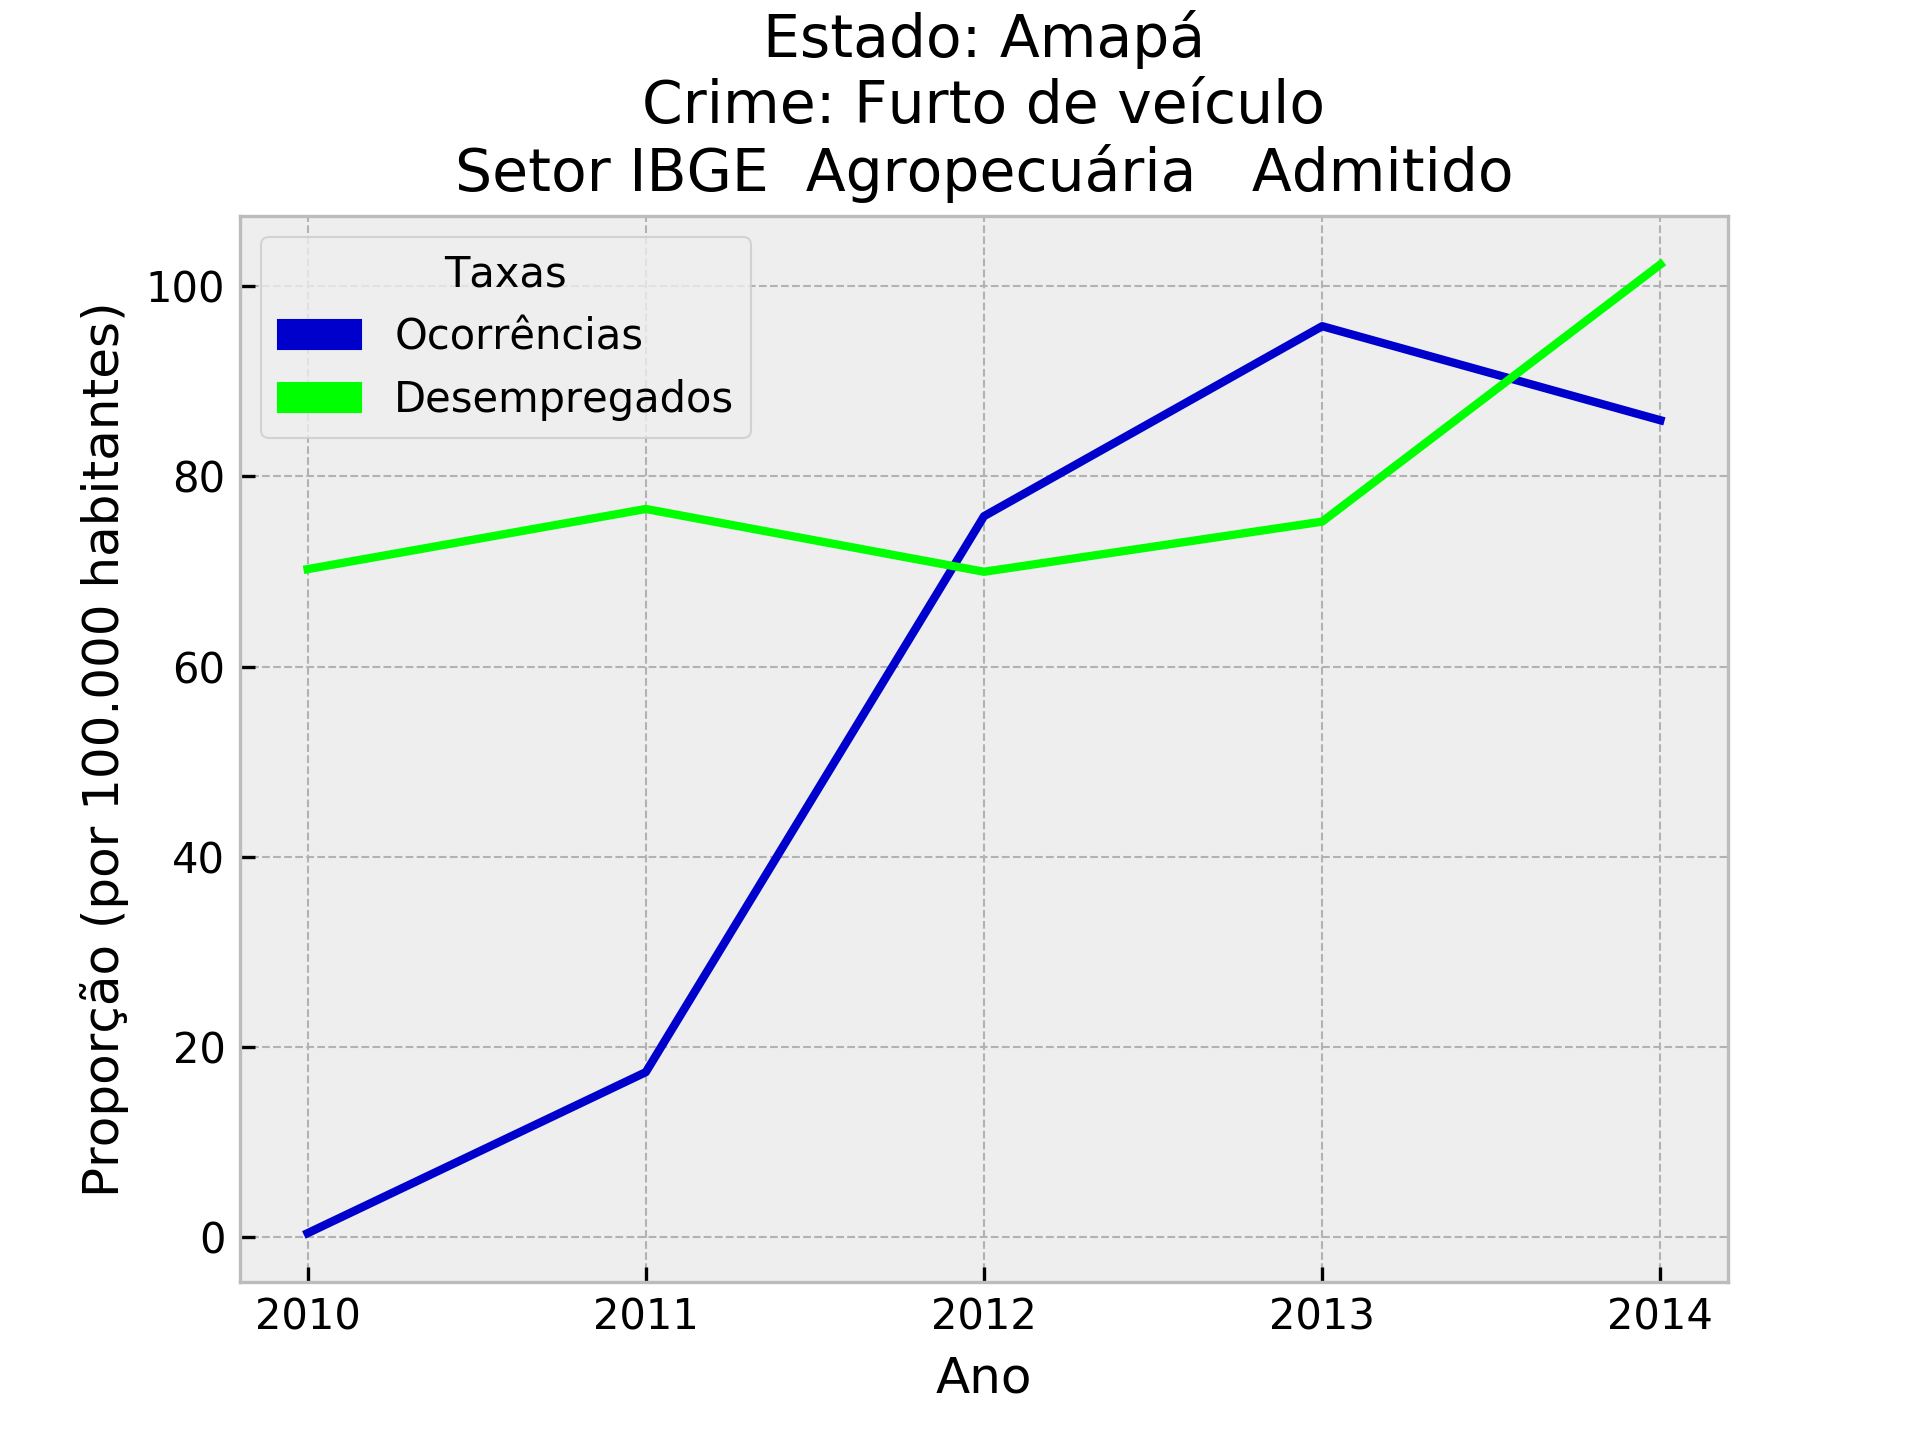 Estado: Amapá
Crime: Furto de veículo
Setor IBGE  Agropecuária   Admitido
Taxas
Ocorrências
Desempregados
Proporção (por 100.000 habitantes)
100
80
60
40
20
0
2010 2011 2012 2013 2014
Ano